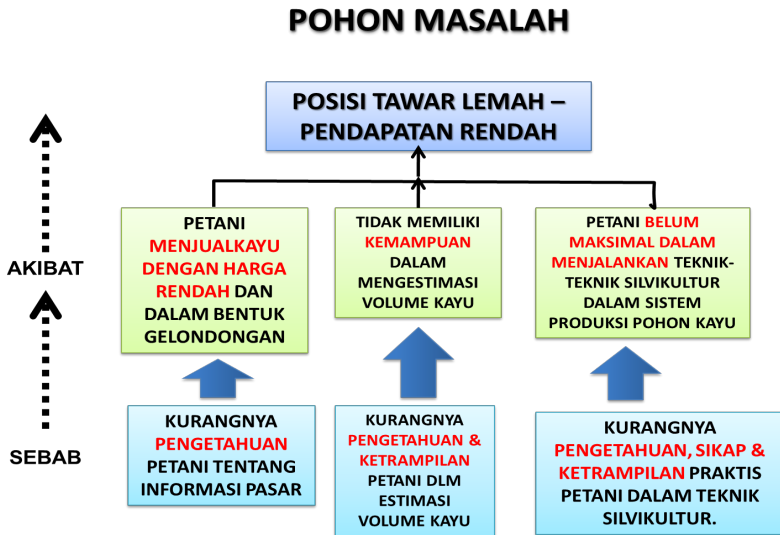 POHON MASALAH
POSISI TAWAR LEMAH –
PENDAPATAN RENDAH
AKIBAT
PETANI
MENJUALKAYU
DENGAN HARGA
RENDAH DAN
DALAM BENTUK
GELONDONGAN
TIDAK MEMILIKI
KEMAMPUAN
DALAM
MENGESTIMASI
VOLUME KAYU
PETANI BELUM
MAKSIMAL DALAM
MENJALANKAN TEKNIK-
TEKNIK SILVIKULTUR
DALAM SISTEM
PRODUKSI POHON KAYU
SEBAB
KURANGNYA
PENGETAHUAN
PETANI TENTANG
INFORMASI PASAR
KURANGNYA
PENGETAHUAN &
KETRAMPILAN
PETANI DLM
ESTIMASI
VOLUME KAYU
KURANGNYA
PENGETAHUAN, SIKAP &
KETRAMPILAN PRAKTIS
PETANI DALAM TEKNIK
SILVIKULTUR.